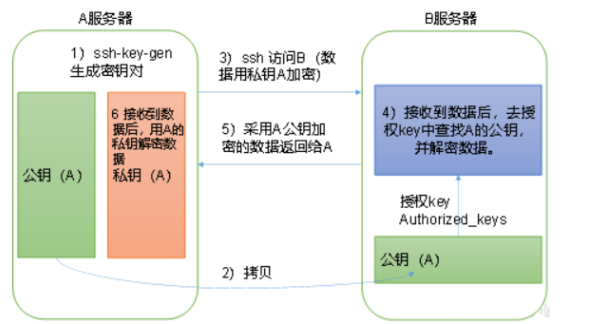 A服务器
B服务器
1）ssh-key-gen
生成密钥对
3）ssh 访问B（数
据用私钥A加密）
公钥（A）
6 接收到数
据后，用A的
私钥解密数
据
私钥（A）
4）接收到数据后，去授
权key中查找A的公钥，
并解密数据。
5）采用A公钥加
密的数据返回给A
授权key
Authorized_keys
2）拷贝
公钥（A）